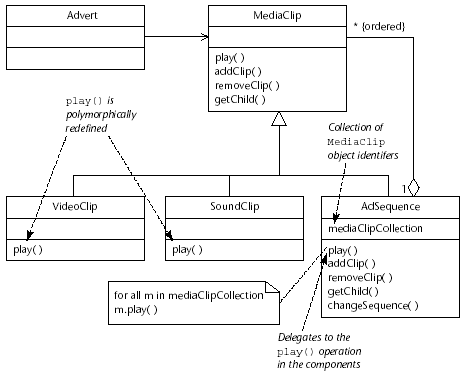 Advert
MediaClip
* {ordered}
play( )
addClip( )
removeClip( )
getChild( )
play( ) is
polymorphically
redefined
Collection of
MediaClip
object identifers
1
VideoClip
SoundClip
AdSequence
mediaClipCollection
play( )
play( )
play( )
addClip( )
removeClip( )
getChild( )
changeSequence( )
for all m in mediaClipCollection
m.play( )
Delegates to the
play( ) operation
in the components